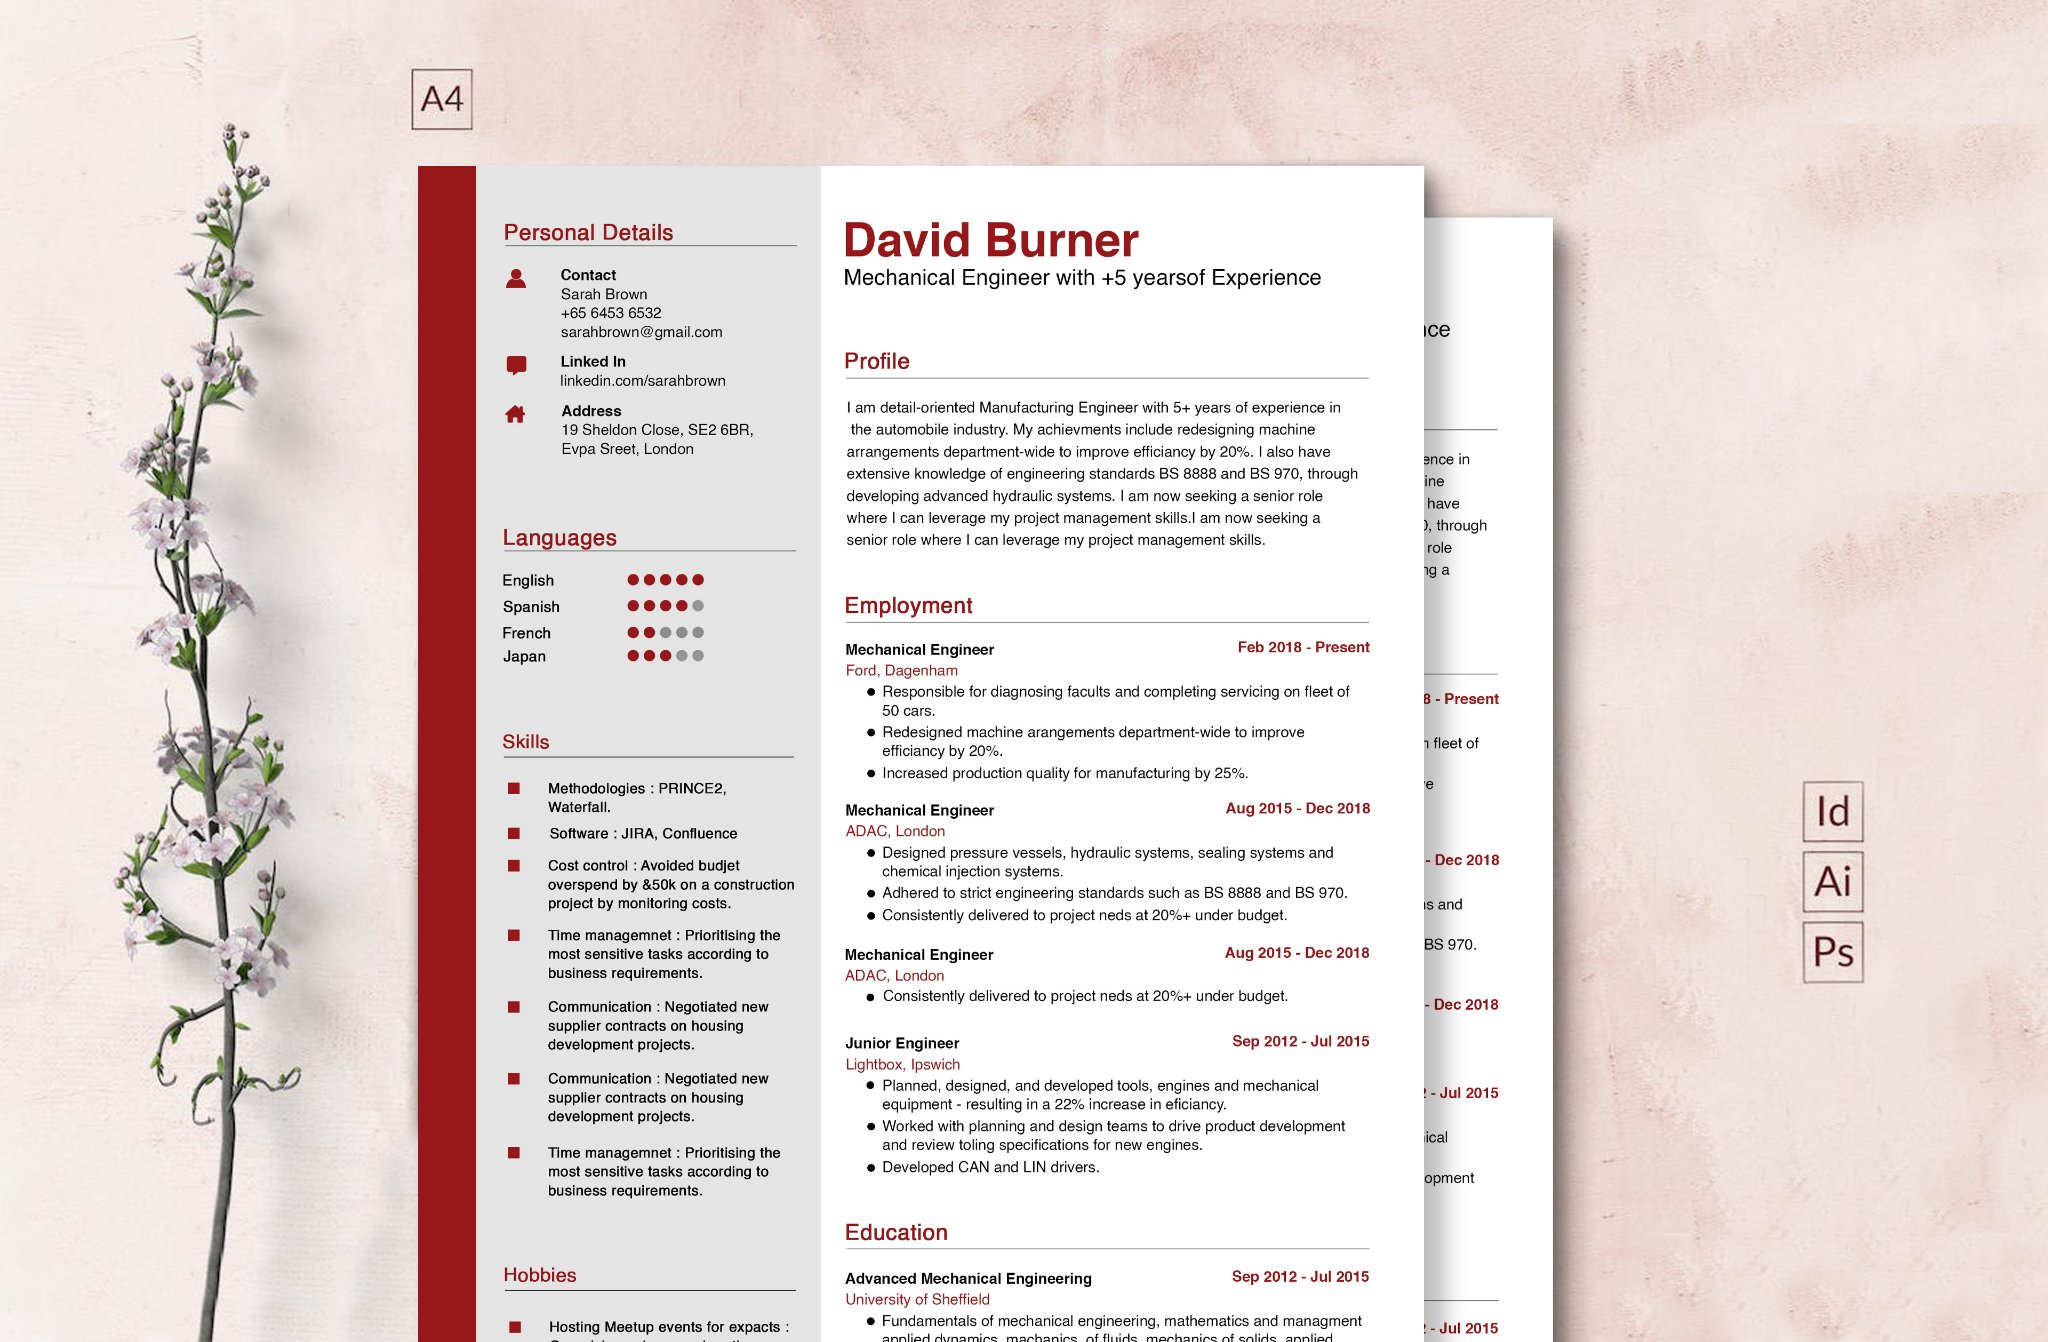 A4
Personal Details
Contact
Sarah Brown
+65 6453 6532
sarahbrown@gmail.com
Linked In
linkedin.com/sarahbrown
Address
19 Sheldon Close, SE2 6BR,
Evpa Sreet, London
Languages
English
Spanish
French
Japan
Skills
Methodologies : PRINCE2,
Waterfall.
Software : JIRA, Confluence
Cost control : Avoided budjet
overspend by &50k on a construction
project by monitoring costs.
Time managemnet : Prioritising the
most sensitive tasks according to
business requirements.
Communication : Negotiated new
supplier contracts on housing
development projects.
Communication : Negotiated new
supplier contracts on housing
development projects.
Time managemnet : Prioritising the
most sensitive tasks according to
business requirements.
Hobbies
Hosting Meetup events for expacts :
David Burner
Mechanical Engineer with +5 yearsof Experience
Profile
I am detail-oriented Manufacturing Engineer with 5+ years of experience in
the automobile industry. My achievments include redesigning machine
arrangements department-wide to improve efficiancy by 20%. I also have
extensive knowledge of engineering standards BS 8888 and BS 970, through
developing advanced hydraulic systems. I am now seeking a senior role
where I can leverage my project management skills.I am now seeking a
senior role where I can leverage my project management skills.
Employment
Mechanical Engineer Feb 2018 - Present
Ford, Dagenham
● Responsible for diagnosing facults and completing servicing on fleet of
50 cars.
● Redesigned machine arangements department-wide to improve
efficiancy by 20%.
● Increased production quality for manufacturing by 25%.
Mechanical Engineer Aug 2015 - Dec 2018
ADAC, London
● Designed pressure vessels, hydraulic systems, sealing systems and
chemical injection systems.
● Adhered to strict engineering standards such as BS 8888 and BS 970.
● Consistently delivered to project neds at 20%+ under budget.
Mechanical Engineer Aug 2015 - Dec 2018
ADAC, London
● Consistently delivered to project neds at 20%+ under budget.
Junior Engineer Sep 2012 - Jul 2015
Lightbox, Ipswich
● Planned, designed, and developed tools, engines and mechanical
equipment - resulting in a 22% increase in eficiancy.
● Worked with planning and design teams to drive product development
and review toling specifications for new engines.
● Developed CAN and LIN drivers.
Education
Advanced Mechanical Engineering Sep 2012 - Jul 2015
University of Sheffield
● Fundamentals of mechanical engineering, mathematics and managment
applied dynamics, machanics, of fluids, mechanics of solids, applied
nce
ence in
ine
have
0, through
role
ng a
8 - Present
n fleet of
re
- Dec 2018
ns and
BS 970.
- Dec 2018
2 - Jul 2015
ical
opment
- Jul 2015
Id
Ai
Ps